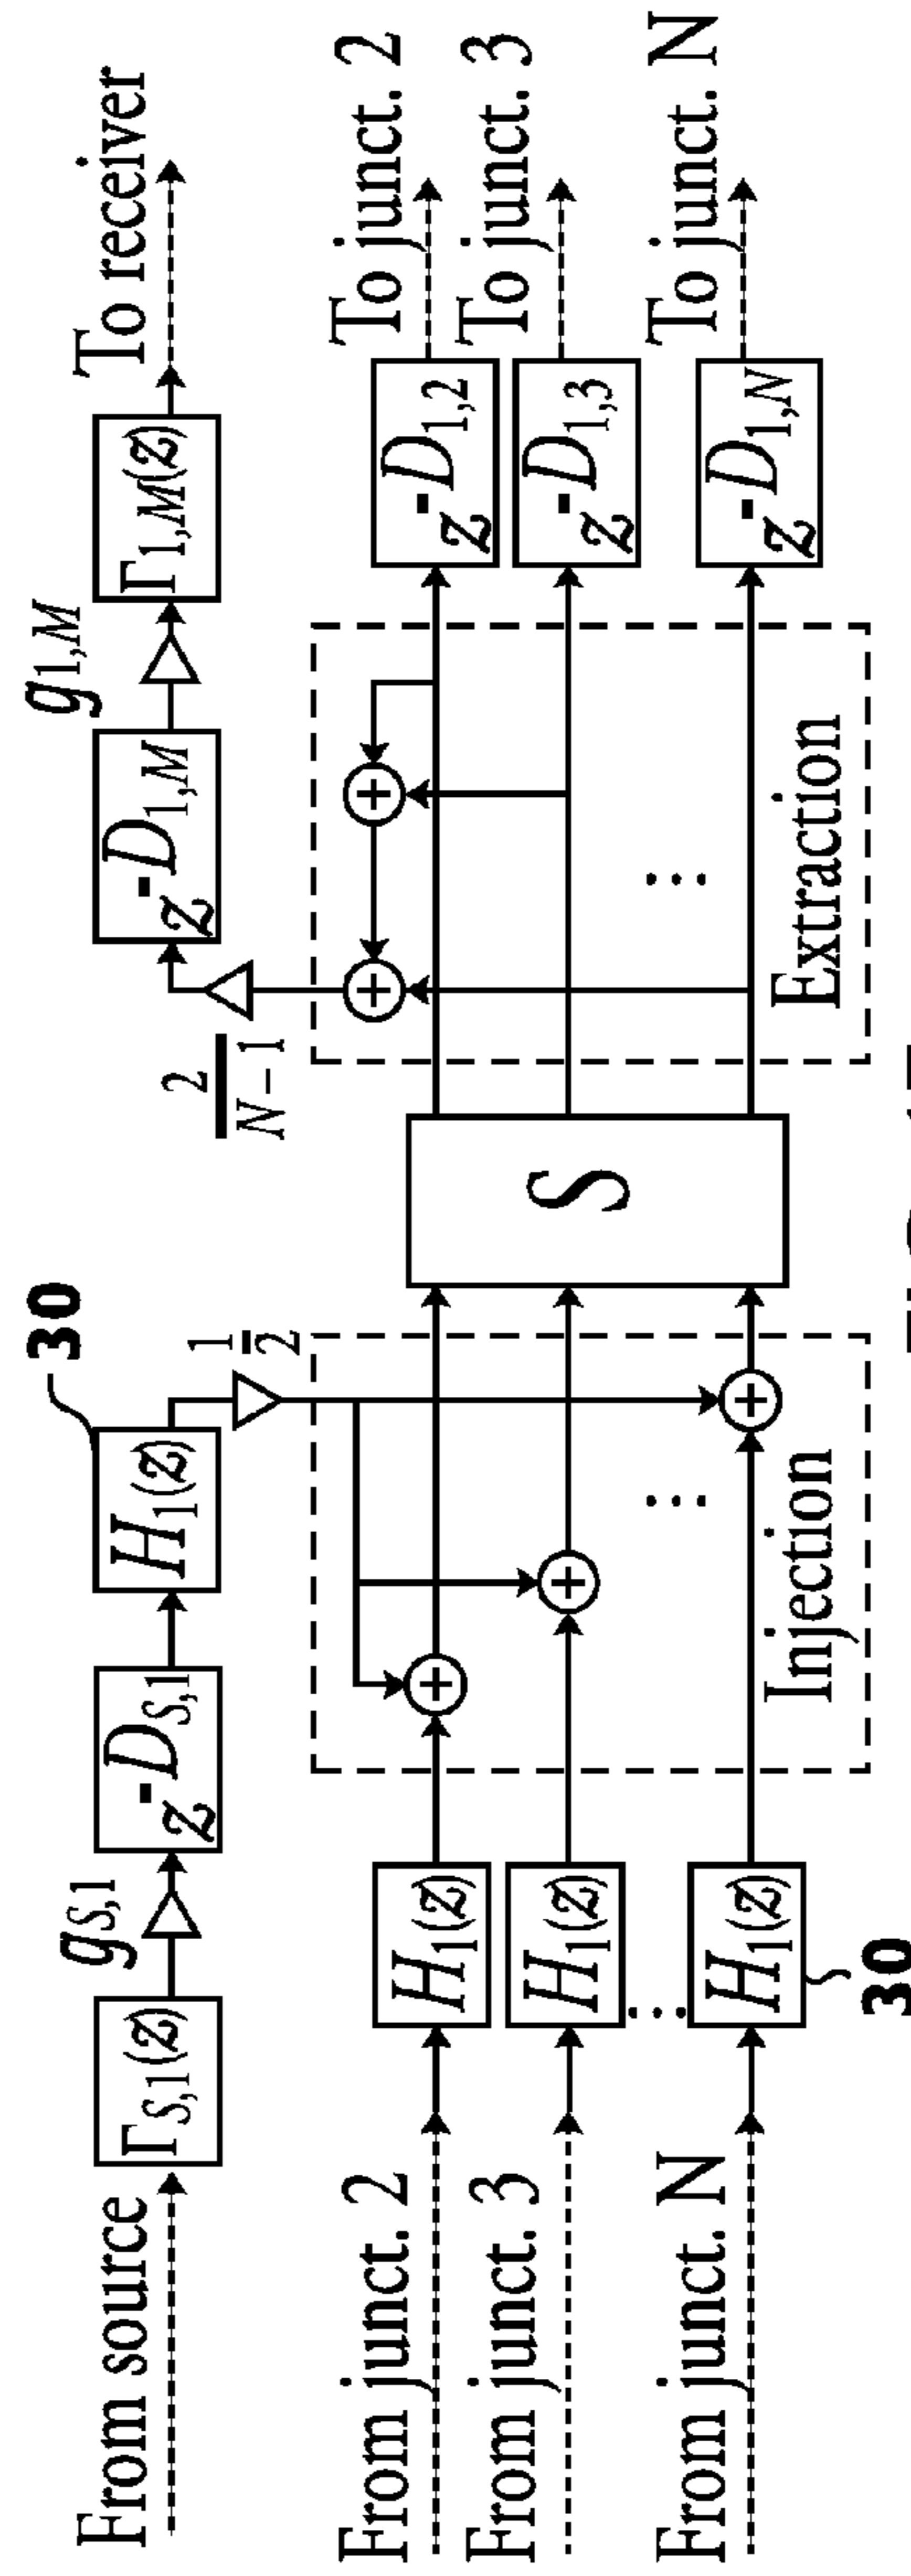 From source
Γ_{S,1}(z)
g_{S,1}
z^{-D_{S,1}}
H_1(z)
30
1/2
2/(N-1)
z^{-D_{1,M}}
g_{1,M}
Γ_{1,M}(z)
To receiver
From junct. 2
H_1(z)
z^{-D_{1,2}}
To junct. 2
From junct. 3
H_1(z)
S
z^{-D_{1,3}}
To junct. 3
From junct. N
H_1(z)
30
z^{-D_{1,N}}
To junct. N
Injection
Extraction